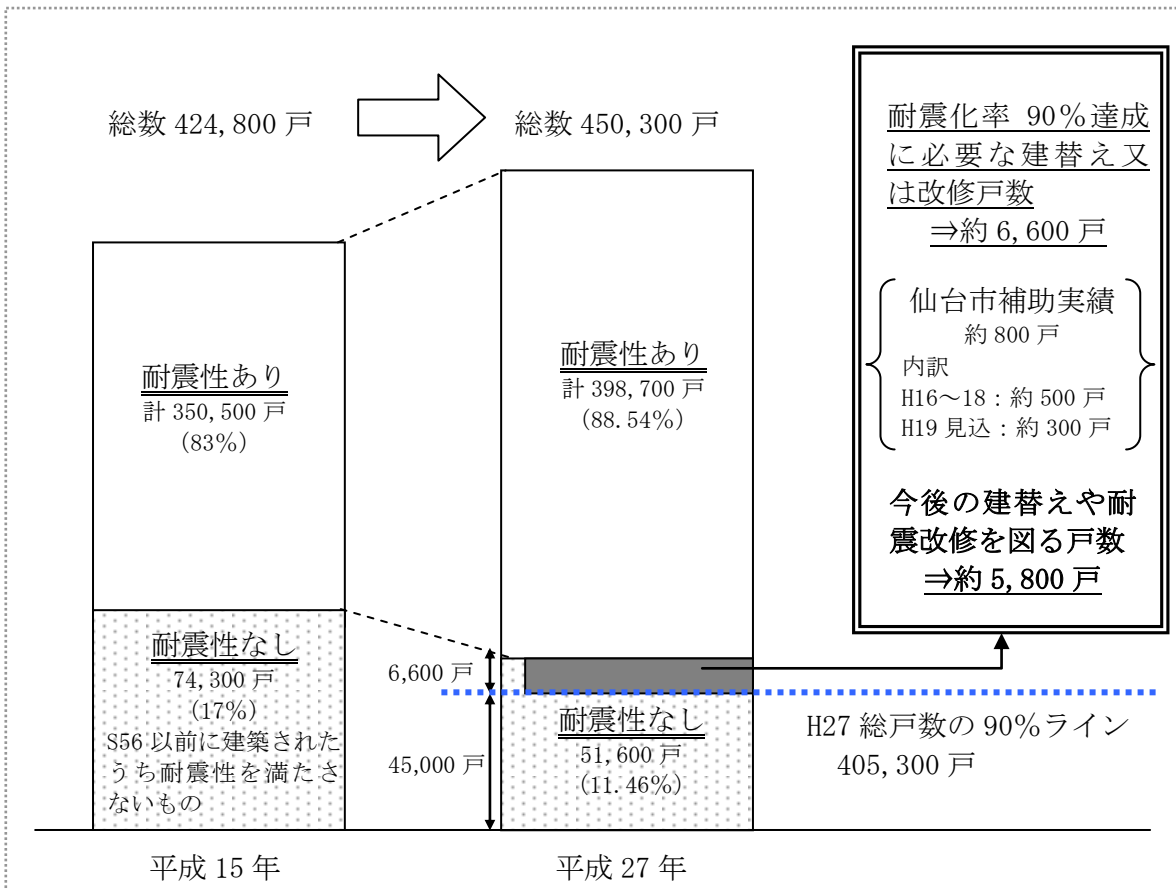 総数 424,800 戸
総数 450,300 戸
耐震性あり
計 350,500 戸
(83%)
耐震性なし
74,300 戸
(17%)
S56 以前に建築された
うち耐震性を満たさ
ないもの
平成 15 年
耐震性あり
計 398,700 戸
(88.54%)
6,600 戸
45,000 戸
耐震性なし
51,600 戸
(11.46%)
平成 27 年
耐震化率 90%達成
に必要な建替え又
は改修戸数
⇒約 6,600 戸
仙台市補助実績
約 800 戸
内訳
H16～18：約 500 戸
H19 見込：約 300 戸
今後の建替えや耐
震改修を図る戸数
⇒約 5,800 戸
H27 総戸数の 90%ライン
405,300 戸